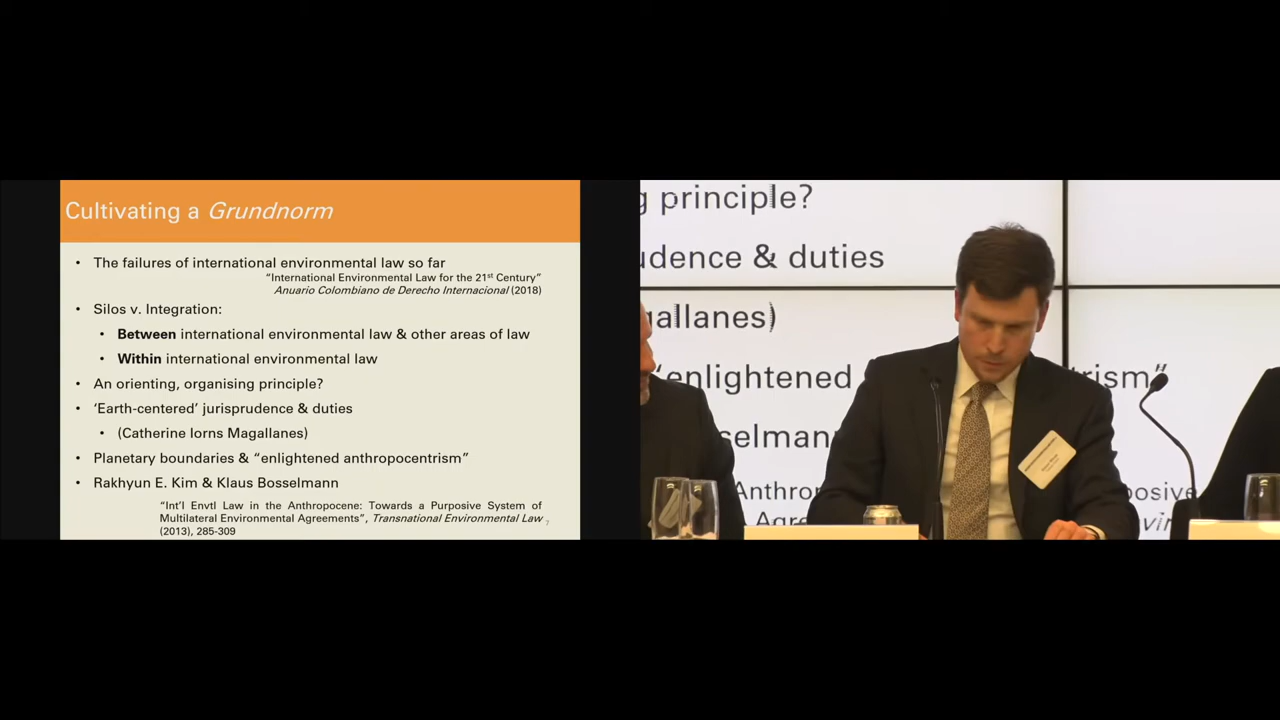 Cultivating a Grundnorm
• The failures of international environmental law so far
“International Environmental Law for the 21st Century”
Anuario Colombiano de Derecho Internacional (2018)
• Silos v. Integration:
• Between international environmental law & other areas of law
• Within international environmental law
• An orienting, organising principle?
• ‘Earth-centered’ jurisprudence & duties
• (Catherine Iorns Magallanes)
• Planetary boundaries & “enlightened anthropocentrism”
• Rakhyun E. Kim & Klaus Bosselmann
“Int’l Envtl Law in the Anthropocene: Towards a Purposive System of
Multilateral Environmental Agreements”, Transnational Environmental Law
(2013), 285-309
7
g principle?
udence & duties
gallanes)
“enlightened trism”
selmann
Anthrop posive
Agre